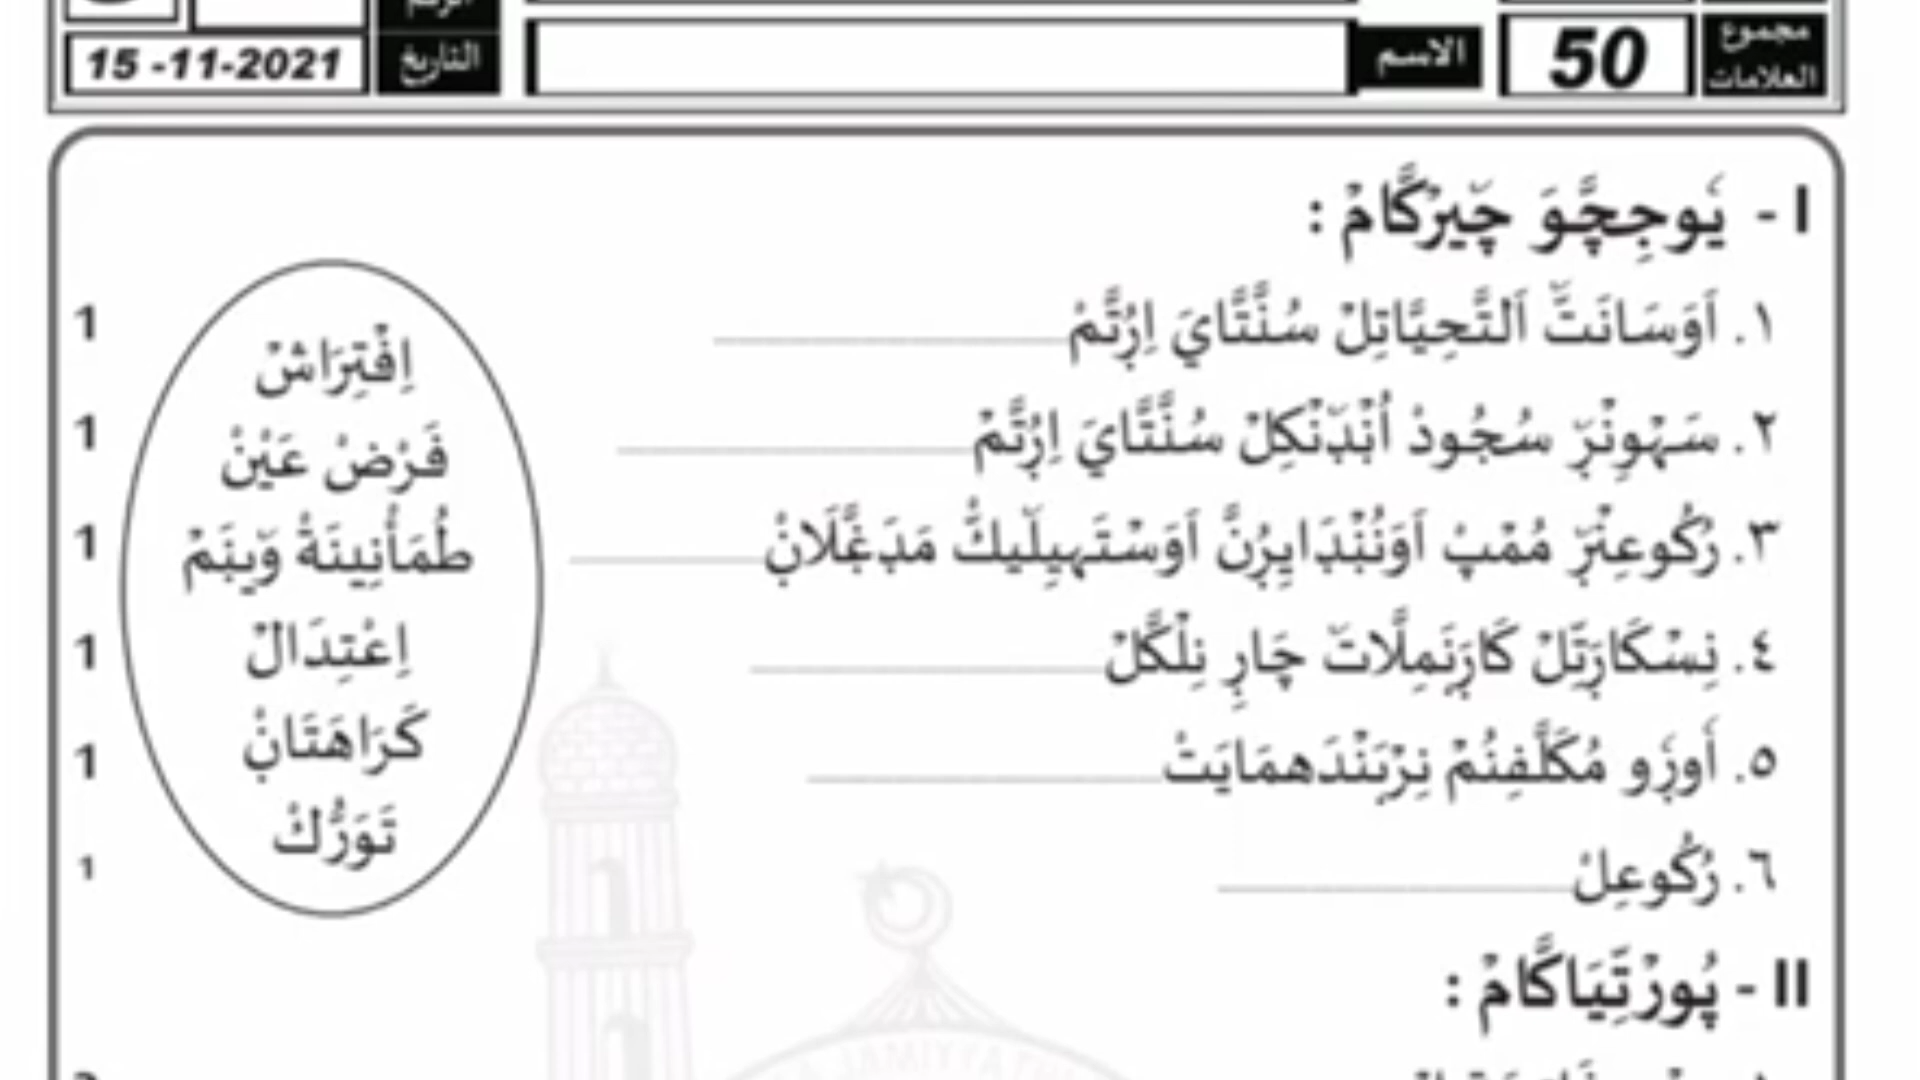 الرقم
مجموع العلامات
50
الاسم
التاريخ
15 -11-2021
I - يَوجِچَّوَ چَيرْكَّامْ :
١. اَوَسَانَتَّ اَلتَّحِيَّاتِلْ سُنَّتَّايَ اِرُتَّمْ
1
٢. سَهْوِنْرٜ سُجُودْ اُنْڊَنْكِلْ سُنَّتَّايَ اِرُتَّمْ
1
٣. رُكُوعِنْرٜ مُمْپْ اَوَنُنْڊَايِرُنَّ اَوَسْتَهيِلَيكَّْ مَڊَغَّلَانْ
1
٤. نِسْكَارَتِّلْ كَارَنَمِلَّاتَ چَارِ نِلْكَّلْ
1
٥. اَورَو مُكَلَّفِنُمْ نِرْبَنْدَهمَايَتْ
1
٦. رُكُوعِلْ
1
اِفْتِرَاشْ
فَرْضْ عَيْنْ
طُمَأْنِينَةْ وَينَمْ
اِعْتِدَالْ
كَرَاهَتَانْ
تَوَرُّكْ
II - پُورْتِّيَاكَّامْ :